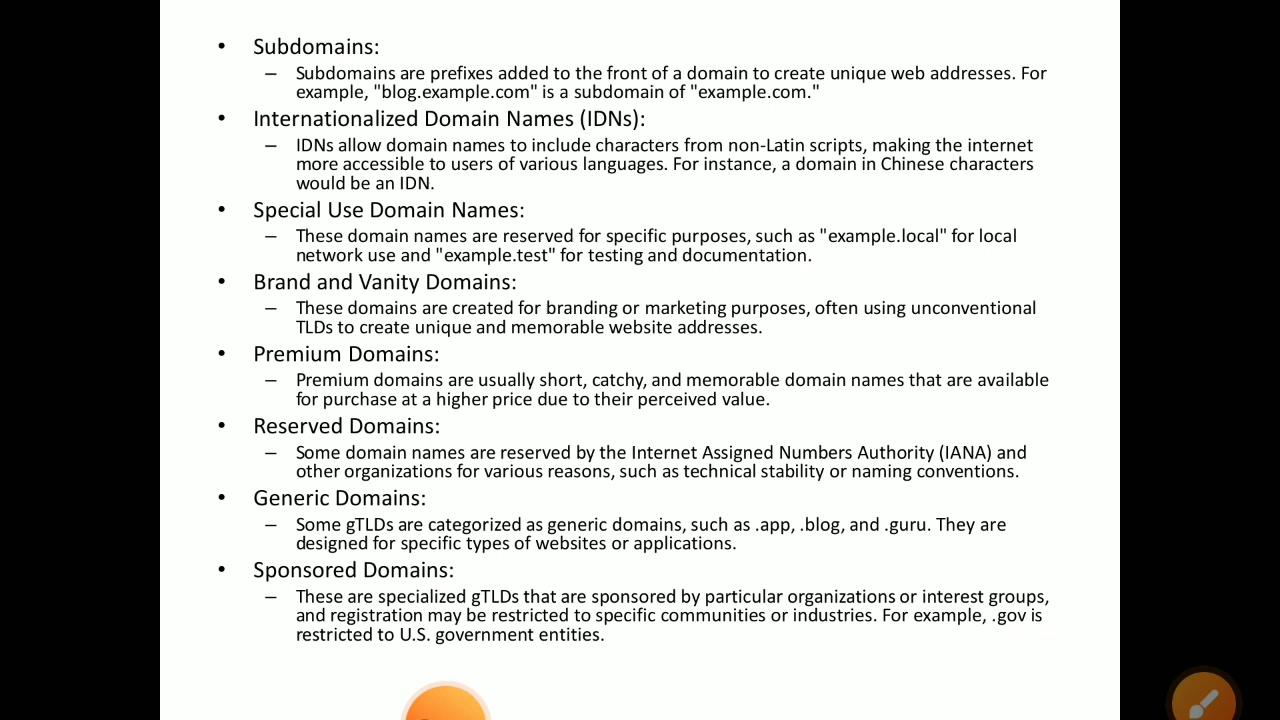 • Subdomains:
– Subdomains are prefixes added to the front of a domain to create unique web addresses. For
example, "blog.example.com" is a subdomain of "example.com."
• Internationalized Domain Names (IDNs):
– IDNs allow domain names to include characters from non-Latin scripts, making the internet
more accessible to users of various languages. For instance, a domain in Chinese characters
would be an IDN.
• Special Use Domain Names:
– These domain names are reserved for specific purposes, such as "example.local" for local
network use and "example.test" for testing and documentation.
• Brand and Vanity Domains:
– These domains are created for branding or marketing purposes, often using unconventional
TLDs to create unique and memorable website addresses.
• Premium Domains:
– Premium domains are usually short, catchy, and memorable domain names that are available
for purchase at a higher price due to their perceived value.
• Reserved Domains:
– Some domain names are reserved by the Internet Assigned Numbers Authority (IANA) and
other organizations for various reasons, such as technical stability or naming conventions.
• Generic Domains:
– Some gTLDs are categorized as generic domains, such as .app, .blog, and .guru. They are
designed for specific types of websites or applications.
• Sponsored Domains:
– These are specialized gTLDs that are sponsored by particular organizations or interest groups,
and registration may be restricted to specific communities or industries. For example, .gov is
restricted to U.S. government entities.